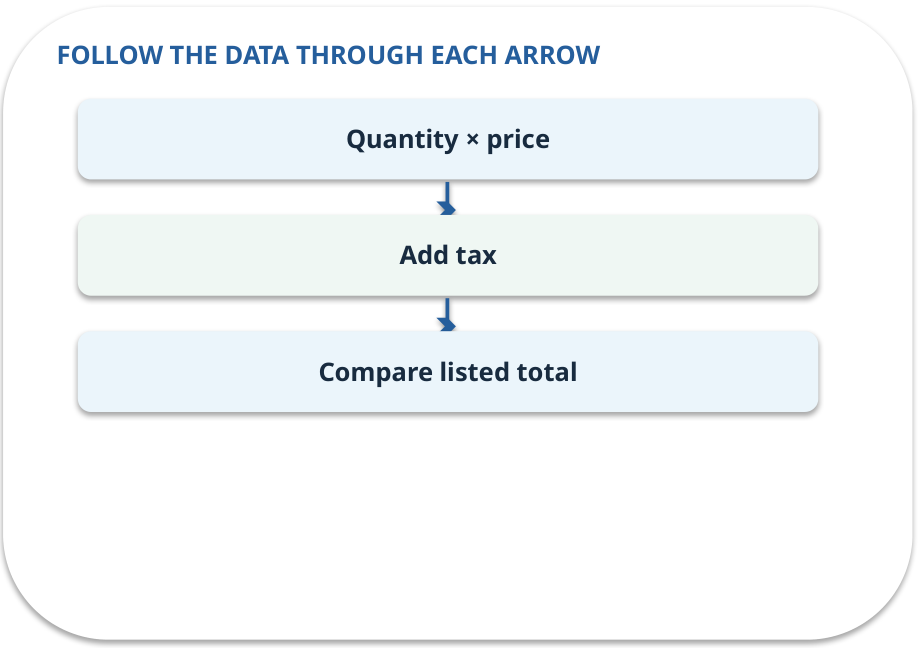 FOLLOW THE DATA THROUGH EACH ARROW
Quantity × price
Add tax
Compare listed total